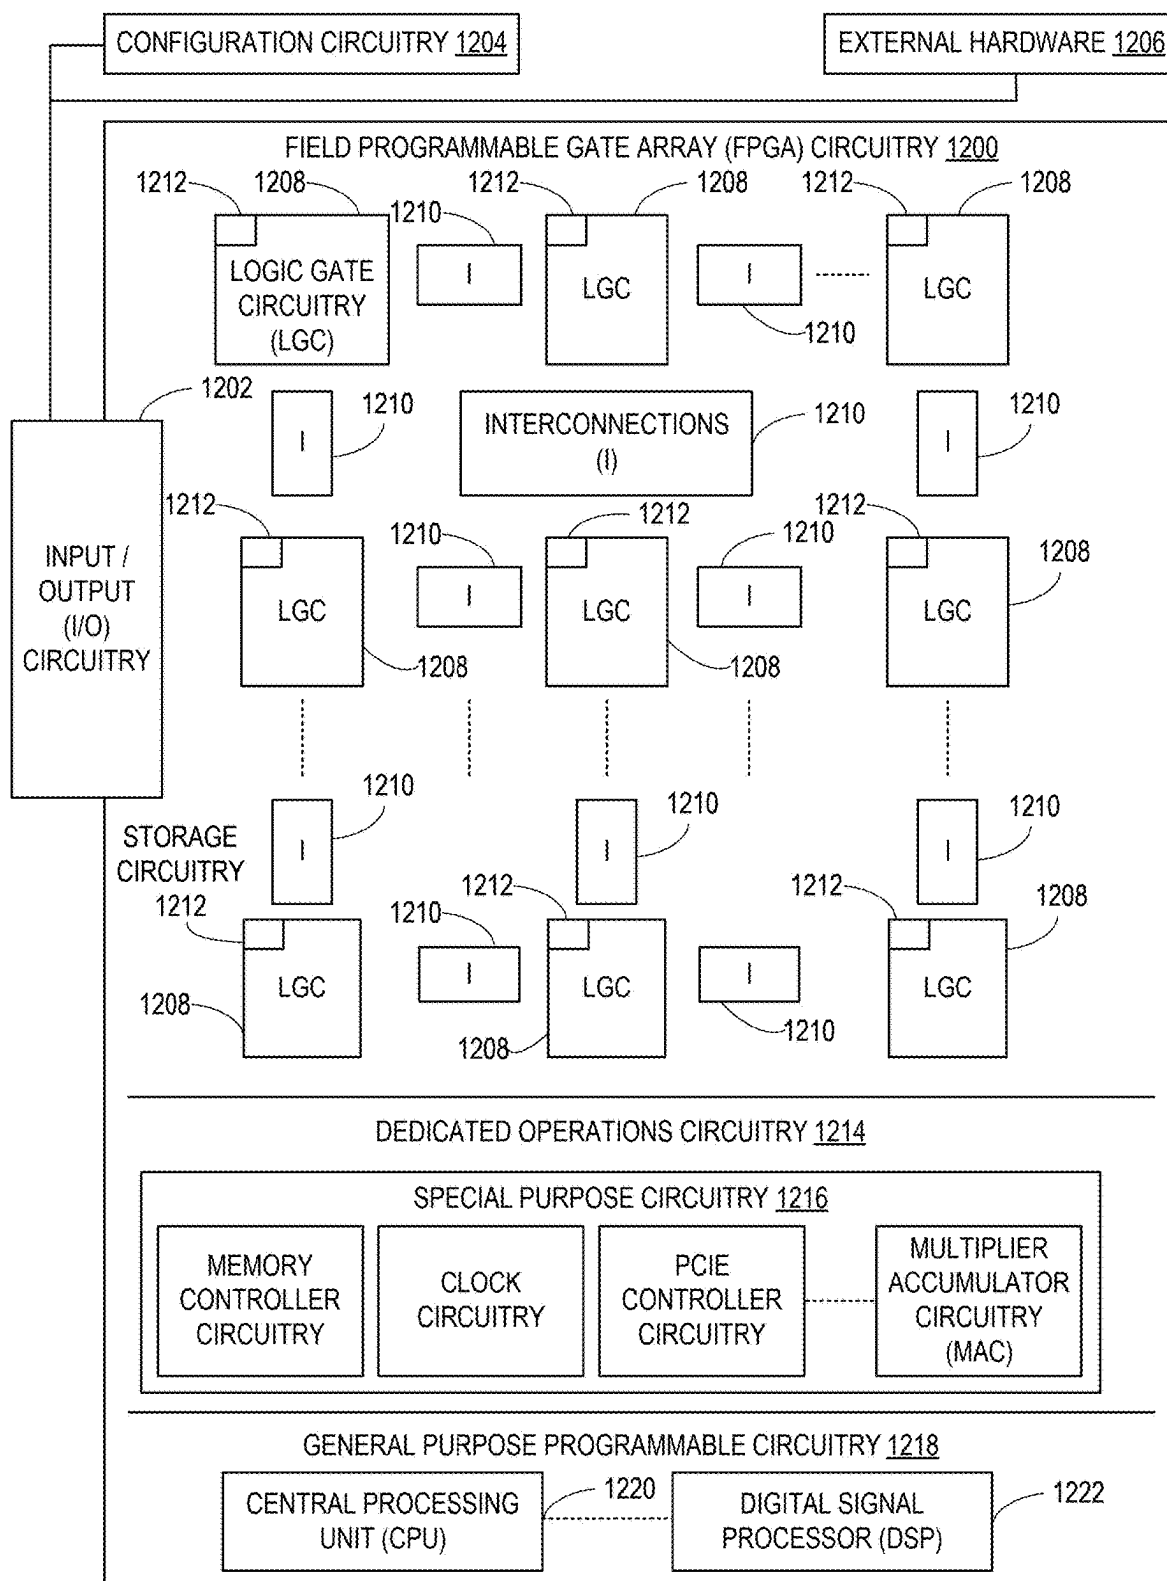 CONFIGURATION CIRCUITRY 1204
EXTERNAL HARDWARE 1206
FIELD PROGRAMMABLE GATE ARRAY (FPGA) CIRCUITRY 1200
1212
1208
1212
1208
1212
1208
1210
LOGIC GATE
CIRCUITRY
(LGC)
I
LGC
I
LGC
1210
1202
1210
1210
1210
I
INTERCONNECTIONS
(I)
I
1212
1212
1212
1210
1210
1208
INPUT /
OUTPUT
(I/O)
CIRCUITRY
LGC
I
LGC
I
LGC
1208
1208
1210
1210
1210
STORAGE
CIRCUITRY
I
I
I
1212
1212
1212
1208
1210
LGC
I
LGC
I
LGC
1208
1208
1210
DEDICATED OPERATIONS CIRCUITRY 1214
SPECIAL PURPOSE CIRCUITRY 1216
MEMORY
CONTROLLER
CIRCUITRY
CLOCK
CIRCUITRY
PCIE
CONTROLLER
CIRCUITRY
MULTIPLIER
ACCUMULATOR
CIRCUITRY
(MAC)
GENERAL PURPOSE PROGRAMMABLE CIRCUITRY 1218
CENTRAL PROCESSING
UNIT (CPU)
1220
DIGITAL SIGNAL
PROCESSOR (DSP)
1222